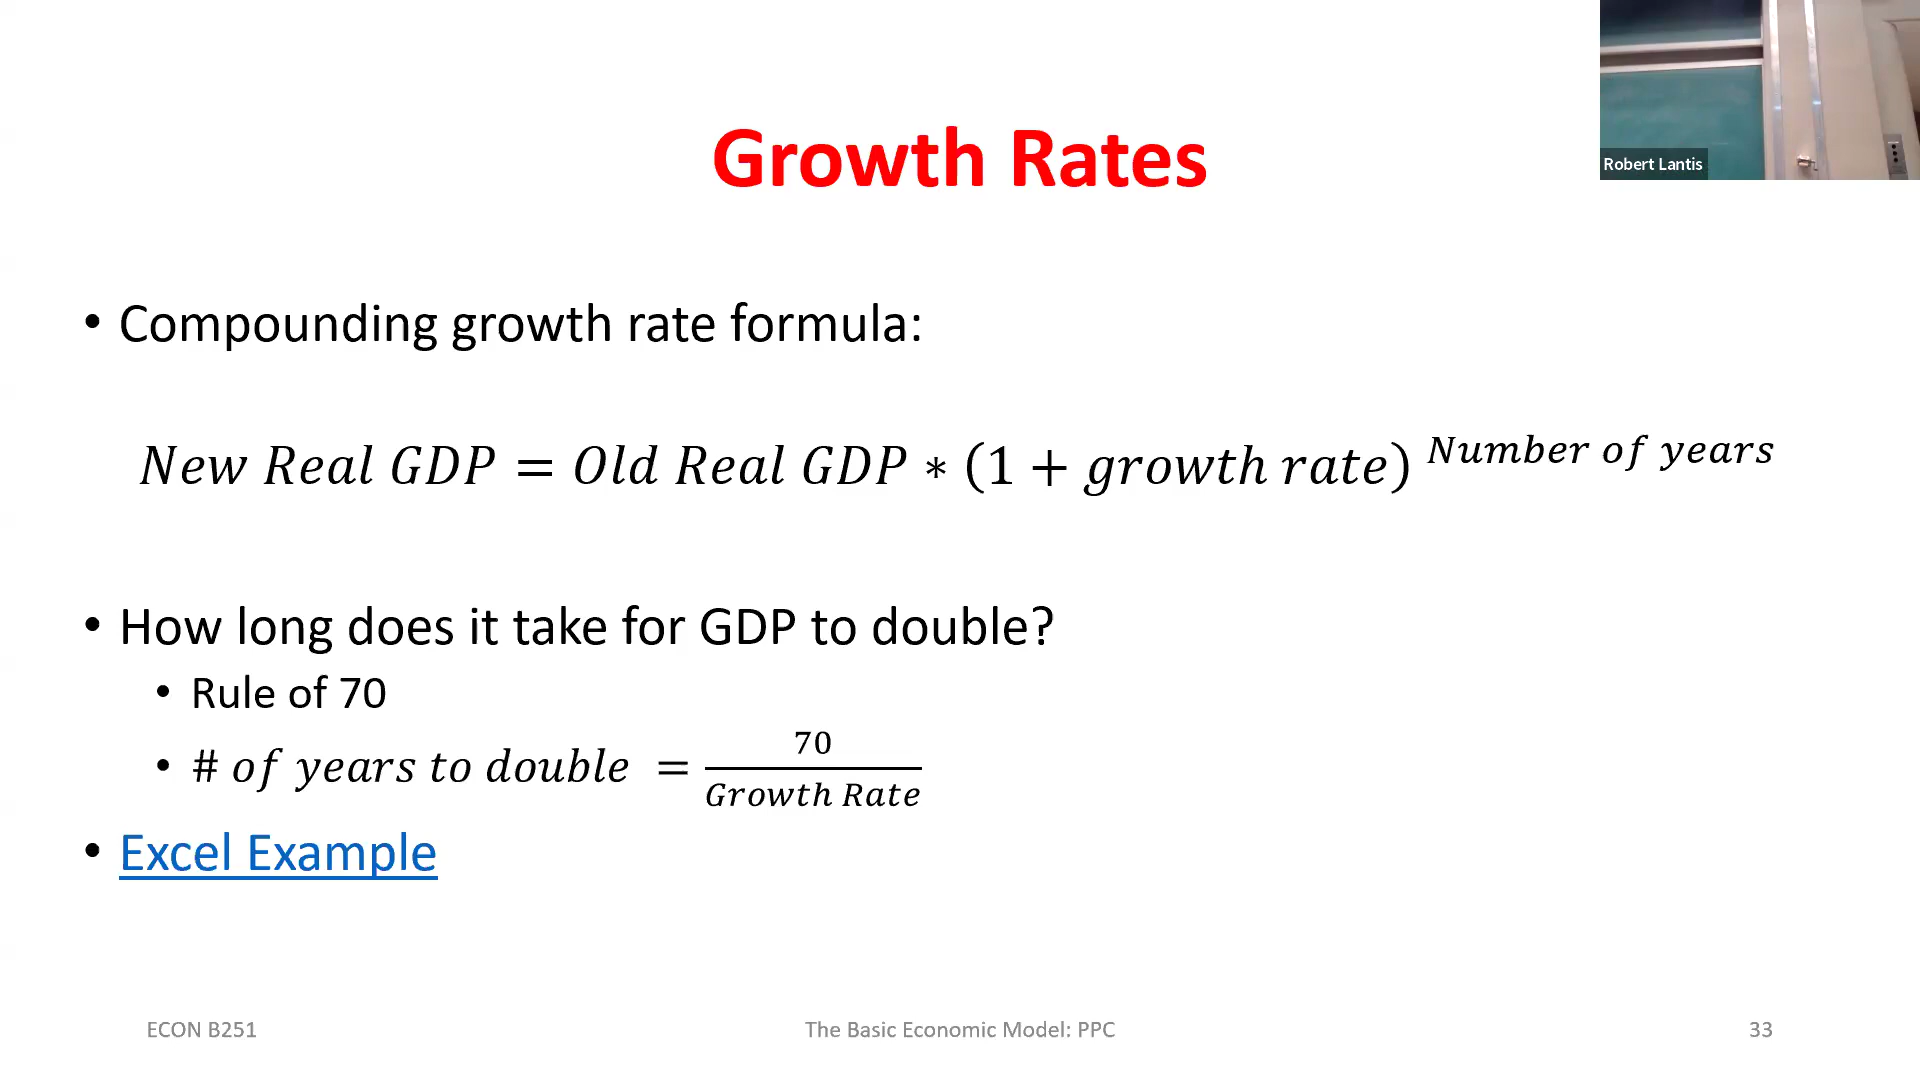 Robert Lantis
Growth Rates
• Compounding growth rate formula:
New Real GDP = Old Real GDP ∗ (1 + growth rate)^Number of years
• How long does it take for GDP to double?
• Rule of 70
• # of years to double = 70 / Growth Rate
• Excel Example
ECON B251
The Basic Economic Model: PPC
33